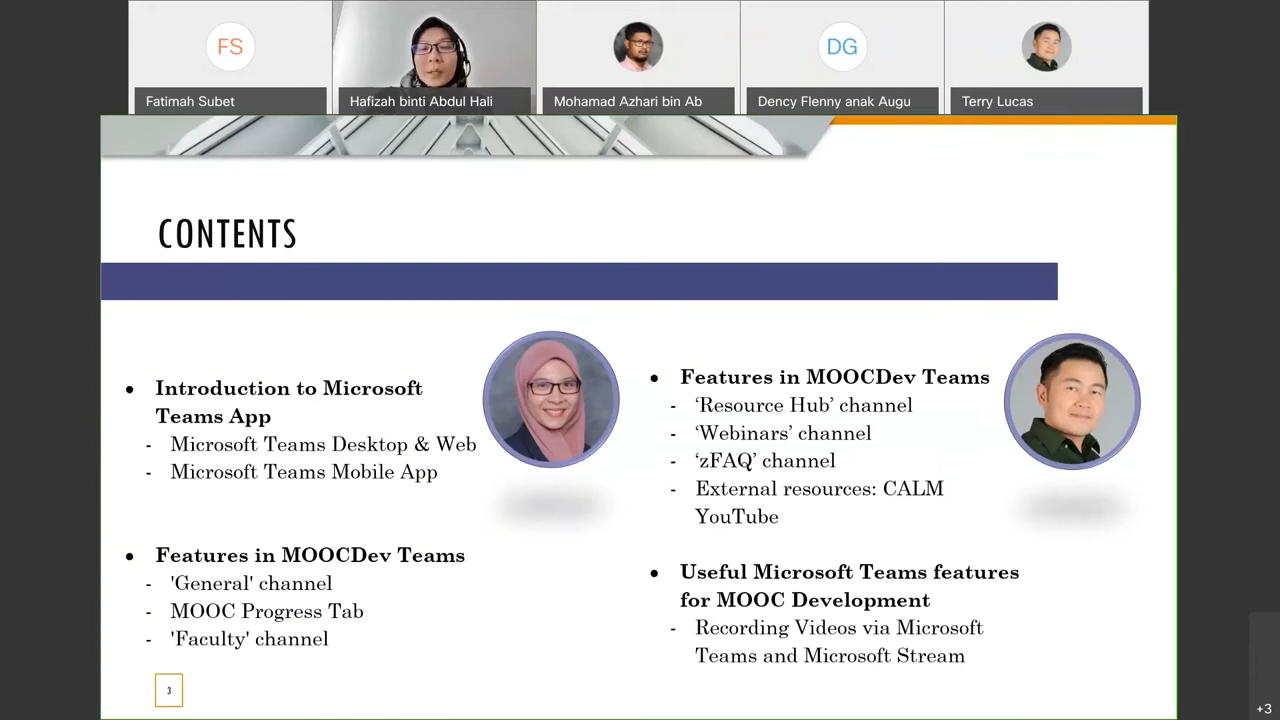 FS
DG
Fatimah Subet
Hafizah binti Abdul Hali
Mohamad Azhari bin Ab
Dency Flenny anak Augu
Terry Lucas
CONTENTS
• Introduction to Microsoft
Teams App
- Microsoft Teams Desktop & Web
- Microsoft Teams Mobile App
• Features in MOOCDev Teams
- 'General' channel
- MOOC Progress Tab
- 'Faculty' channel
• Features in MOOCDev Teams
- ‘Resource Hub’ channel
- ‘Webinars’ channel
- ‘zFAQ’ channel
- External resources: CALM
YouTube
• Useful Microsoft Teams features
for MOOC Development
- Recording Videos via Microsoft
Teams and Microsoft Stream
3
+3